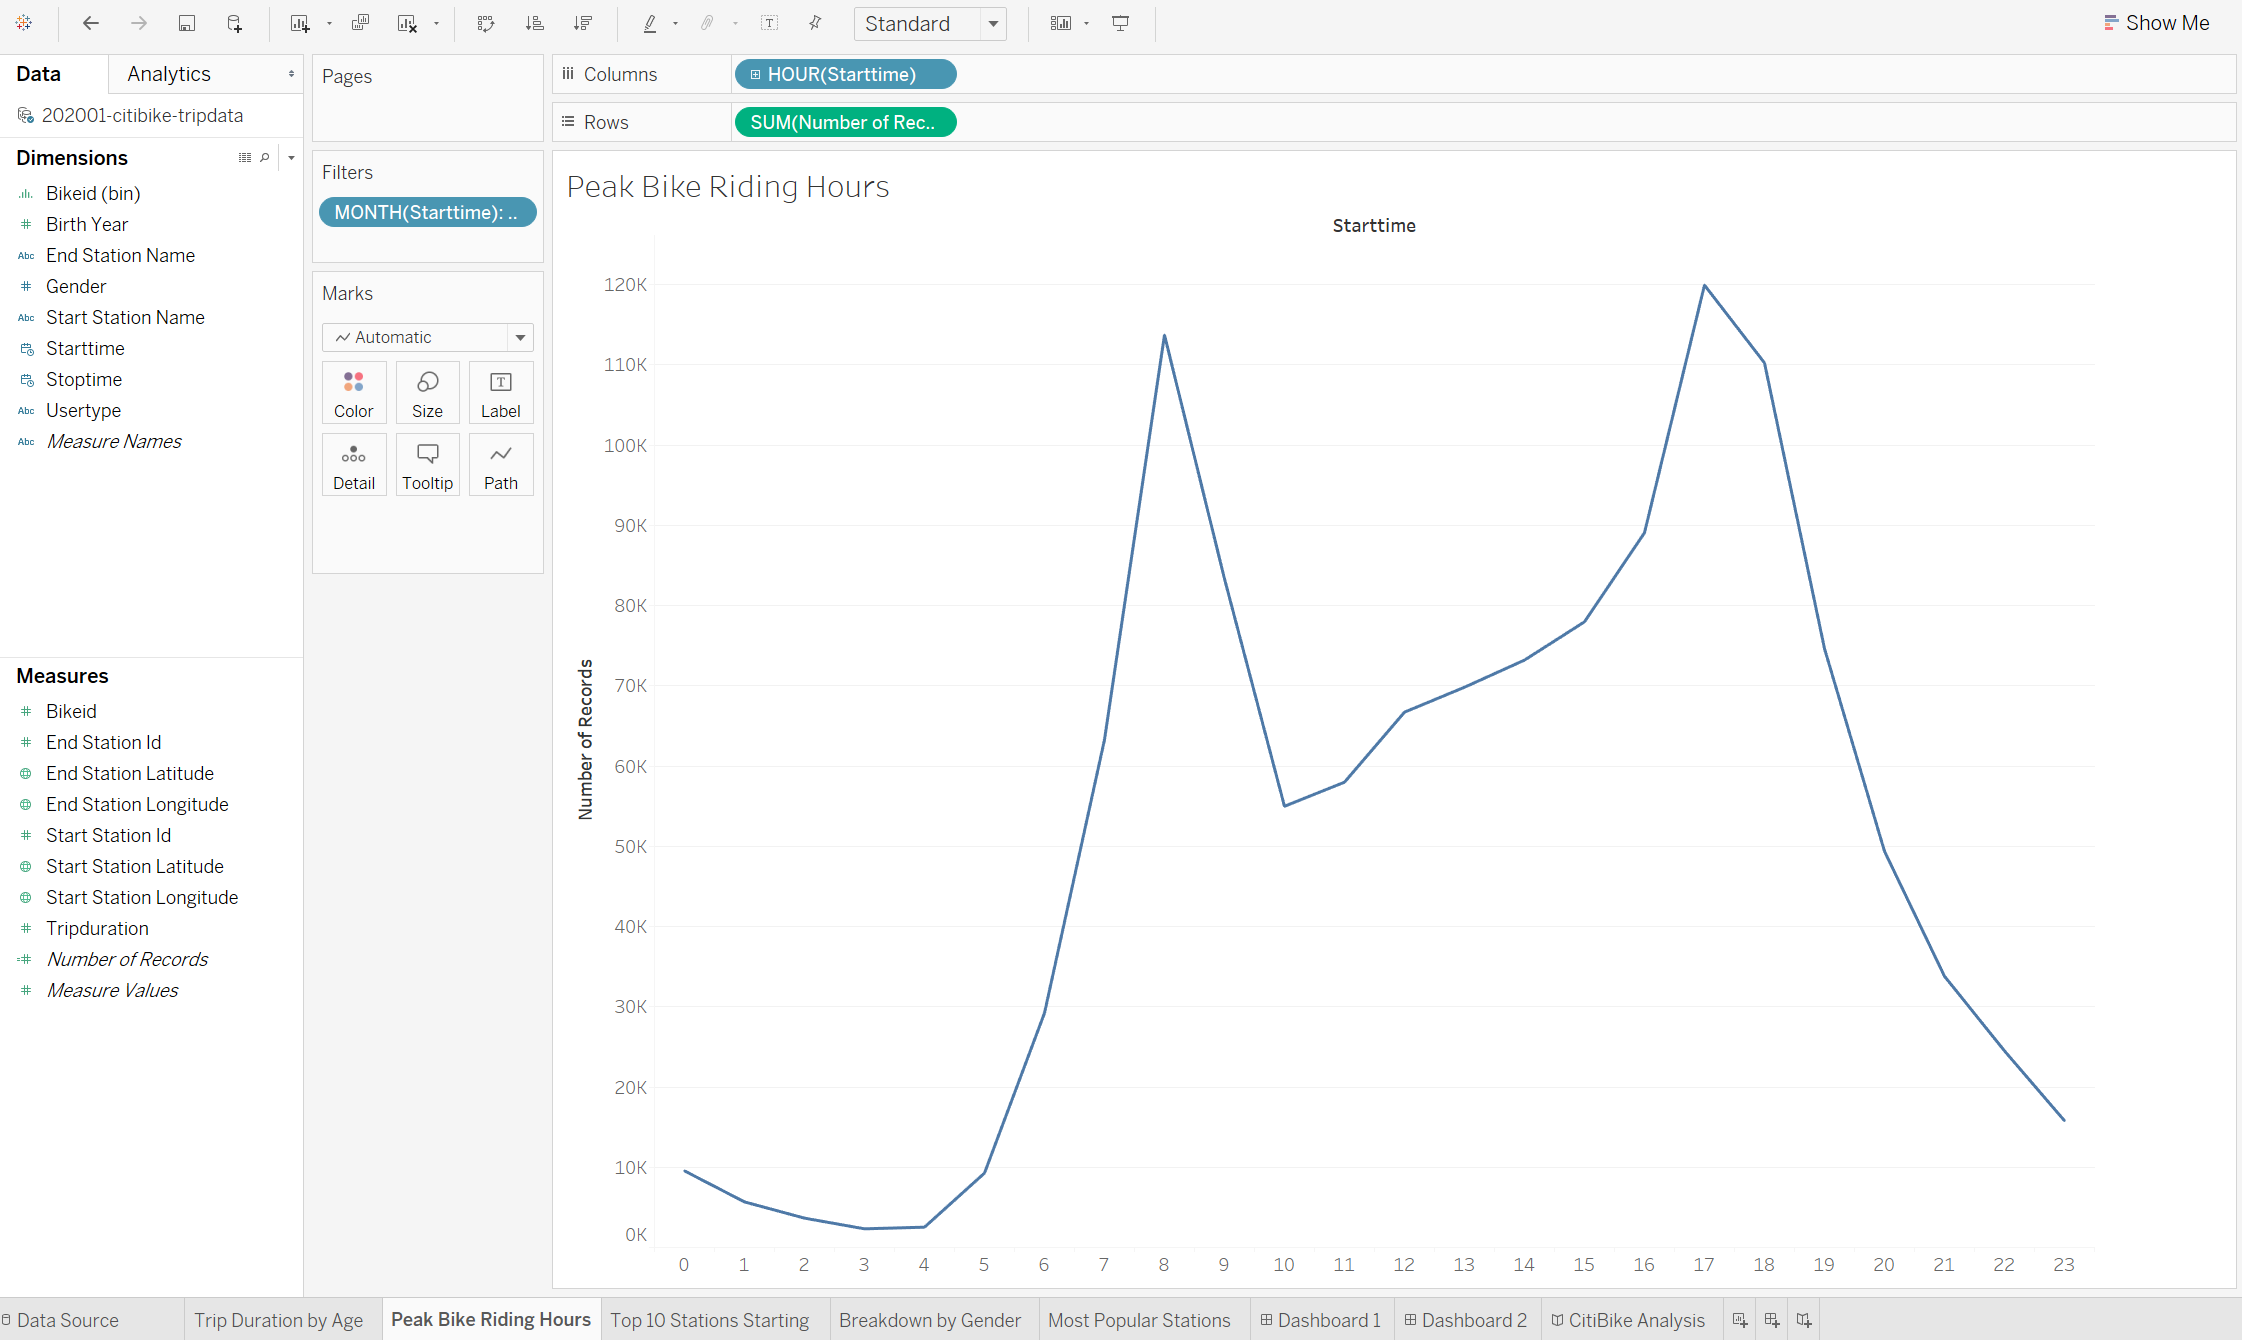 Standard
Show Me
Data
Analytics
202001-citibike-tripdata
Dimensions
Bikeid (bin)
Birth Year
Abc End Station Name
Gender
Abc Start Station Name
Starttime
Stoptime
Abc Usertype
Abc Measure Names
Measures
Bikeid
End Station Id
End Station Latitude
End Station Longitude
Start Station Id
Start Station Latitude
Start Station Longitude
Tripduration
Number of Records
Measure Values
Pages
Filters
MONTH(Starttime): ..
Marks
Automatic
Color Size Label
Detail Tooltip Path
Columns HOUR(Starttime)
Rows SUM(Number of Rec..
Peak Bike Riding Hours
Starttime
Number of Records
120K
110K
100K
90K
80K
70K
60K
50K
40K
30K
20K
10K
0K
0 1 2 3 4 5 6 7 8 9 10 11 12 13 14 15 16 17 18 19 20 21 22 23
Data Source Trip Duration by Age Peak Bike Riding Hours Top 10 Stations Starting Breakdown by Gender Most Popular Stations Dashboard 1 Dashboard 2 CitiBike Analysis